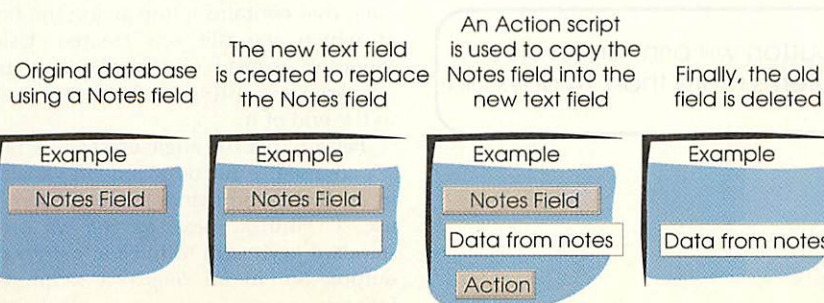 Original database
using a Notes field
The new text field
is created to replace
the Notes field
An Action script
is used to copy the
Notes field into the
new text field
Finally, the old
field is deleted
Example
Notes Field
Example
Notes Field
Example
Notes Field
Data from notes
Action
Example
Data from notes